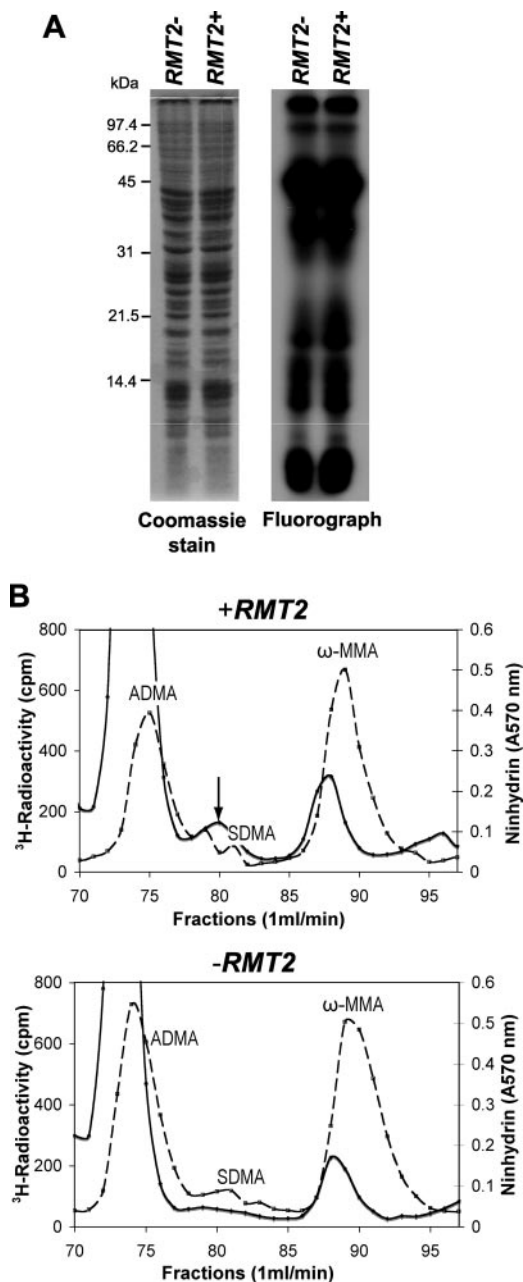 A
RMT2- RMT2+ RMT2- RMT2+
kDa
97.4
66.2
45
31
21.5
14.4
Coomassie stain Fluorograph
B
+RMT2
800 0.6
ω-MMA
ADMA
600 0.5
0.4
400 0.3
200 0.2
SDMA
0.1
0 0
³H-Radioactivity (cpm)
Ninhydrin (A570 nm)
70 75 80 85 90 95
Fractions (1ml/min)
-RMT2
800 0.6
ω-MMA
ADMA
0.5
600
0.4
400 0.3
0.2
200
SDMA
0.1
0 0
³H-Radioactivity (cpm)
Ninhydrin (A570 nm)
70 75 80 85 90 95
Fractions (1ml/min)